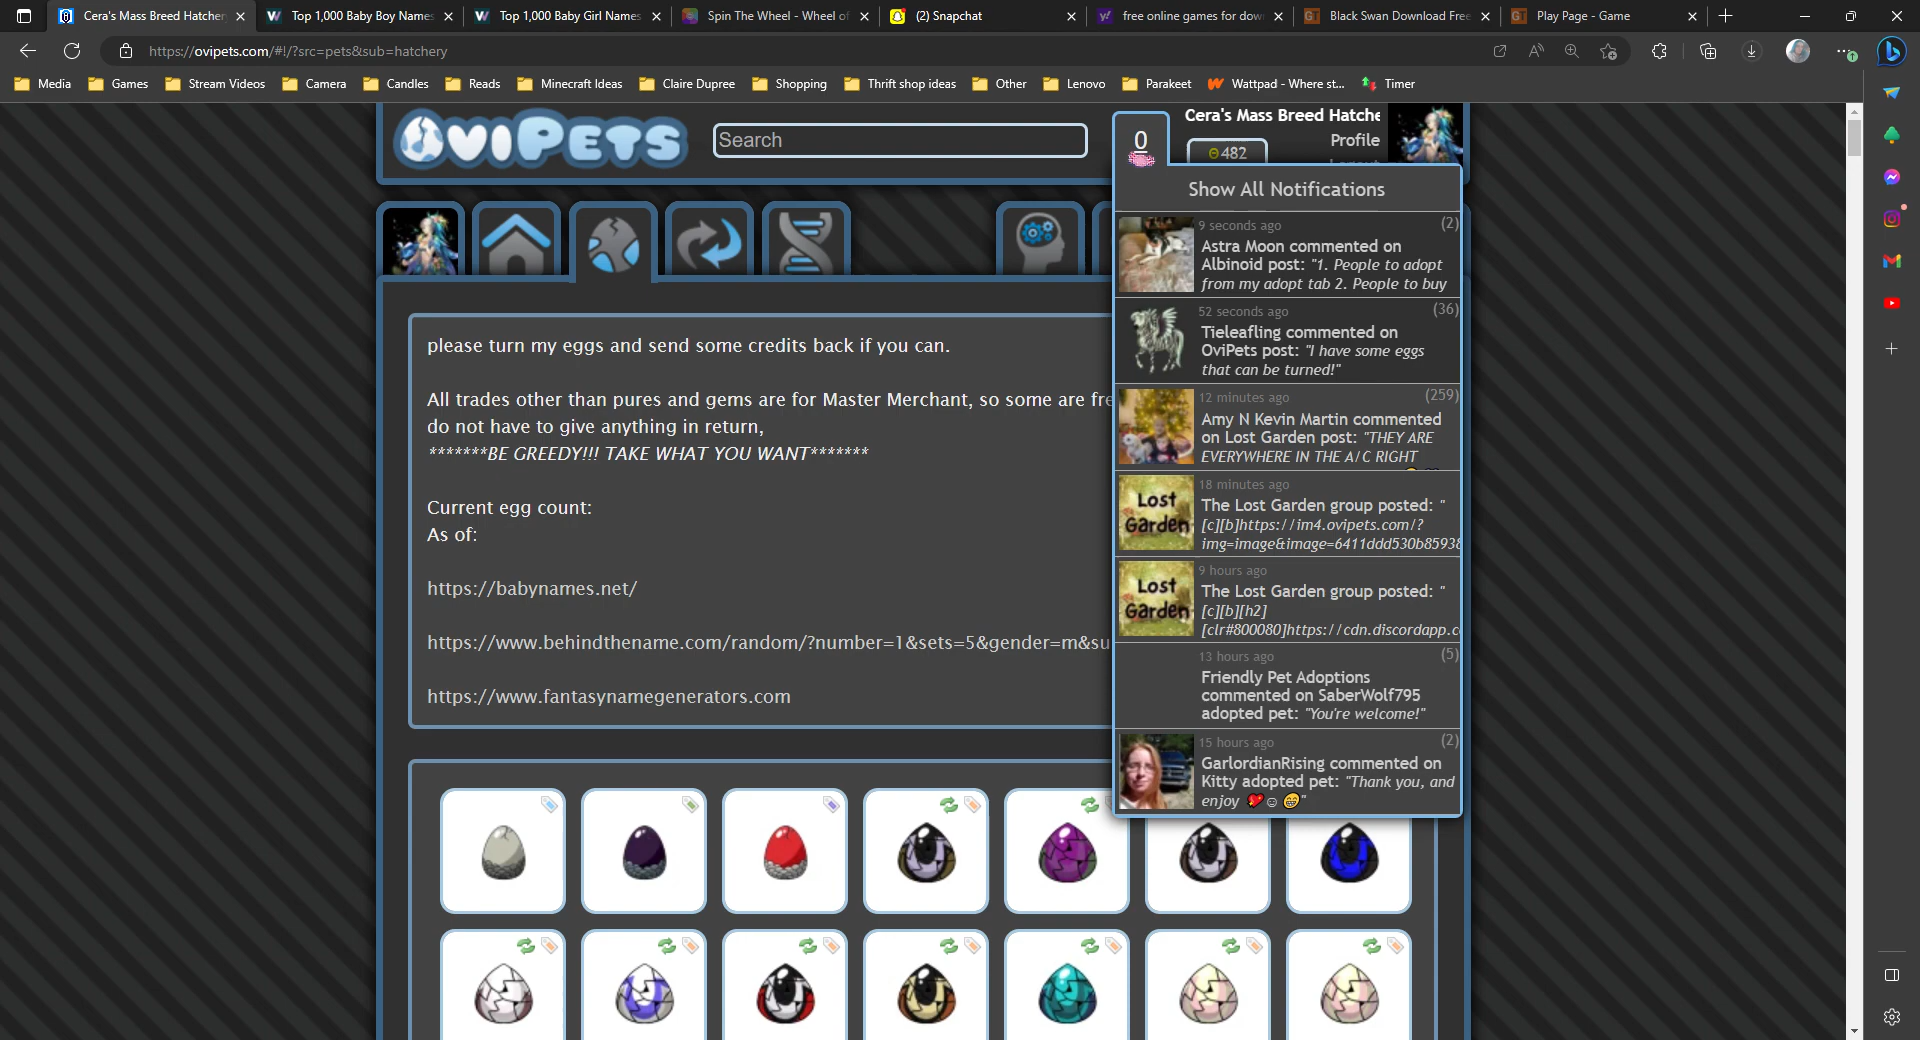 Cera's Mass Breed Hatcher
Top 1,000 Baby Boy Names
Top 1,000 Baby Girl Names
Spin The Wheel - Wheel of
(2) Snapchat
free online games for dow
Black Swan Download Free
Play Page - Game
https://ovipets.com/#!/?src=pets&sub=hatchery
Media
Games
Stream Videos
Camera
Candles
Reads
Minecraft Ideas
Claire Dupree
Shopping
Thrift shop ideas
Other
Lenovo
Parakeet
Wattpad - Where st...
Timer
OviPets
Search
0
Cera's Mass Breed Hatche
482
Profile
Show All Notifications
9 seconds ago (2)
Astra Moon commented on
Albinoid post: "1. People to adopt
from my adopt tab 2. People to buy
52 seconds ago (36)
Tieleafling commented on
OviPets post: "I have some eggs
that can be turned!"
12 minutes ago (259)
Amy N Kevin Martin commented
on Lost Garden post: "THEY ARE
EVERYWHERE IN THE A/C RIGHT
Lost
Garden
18 minutes ago
The Lost Garden group posted: "
[c][b]https://im4.ovipets.com/?
img=image&image=6411ddd530b85938
Lost
Garden
9 hours ago
The Lost Garden group posted: "
[c][b][h2]
[clr#800080]https://cdn.discordapp.c
13 hours ago (5)
Friendly Pet Adoptions
commented on SaberWolf795
adopted pet: "You're welcome!"
15 hours ago (2)
GarlordianRising commented on
Kitty adopted pet: "Thank you, and
enjoy 💖☺😁"
please turn my eggs and send some credits back if you can.
All trades other than pures and gems are for Master Merchant, so some are fre
do not have to give anything in return,
*******BE GREEDY!!! TAKE WHAT YOU WANT*******
Current egg count:
As of:
https://babynames.net/
https://www.behindthename.com/random/?number=1&sets=5&gender=m&su
https://www.fantasynamegenerators.com